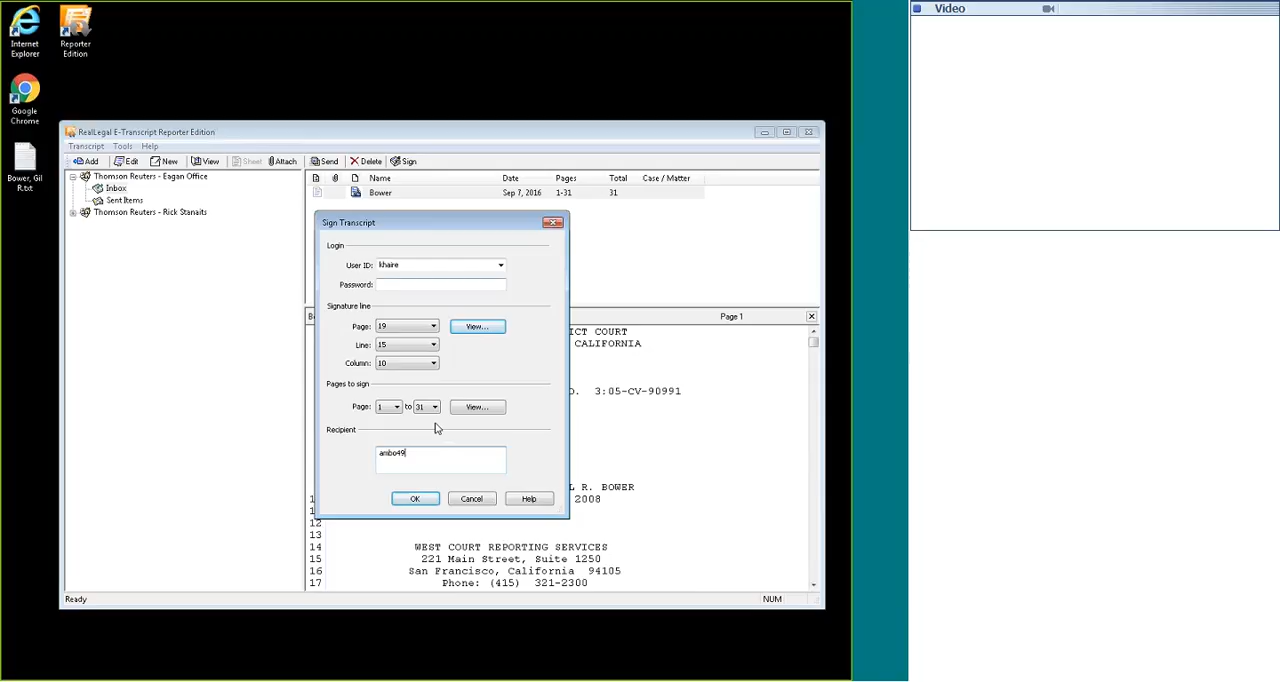 Video
Internet Explorer
Reporter Edition
Google Chrome
Bower, Gil R.txt
RealLegal E-Transcript Reporter Edition
Transcript Tools Help
Add Edit New View Sheet Attach Send Delete Sign
Thomson Reuters - Eagan Office
Inbox
Sent Items
Thomson Reuters - Rick Stanaits
Name Date Pages Total Case / Matter
Bower Sep 7, 2016 1-31 31
Sign Transcript
Login
User ID: khaire
Password:
Signature line
Page: 19 View...
Line: 15
Column: 10
Pages to sign
Page: 1 to 31 View...
Recipient
ambo49
OK Cancel Help
Page 1
ICT COURT
CALIFORNIA
O. 3:05-CV-90991
L R. BOWER
2008
12
13
14 WEST COURT REPORTING SERVICES
15 221 Main Street, Suite 1250
16 San Francisco, California 94105
17 Phone: (415) 321-2300
Ready NUM